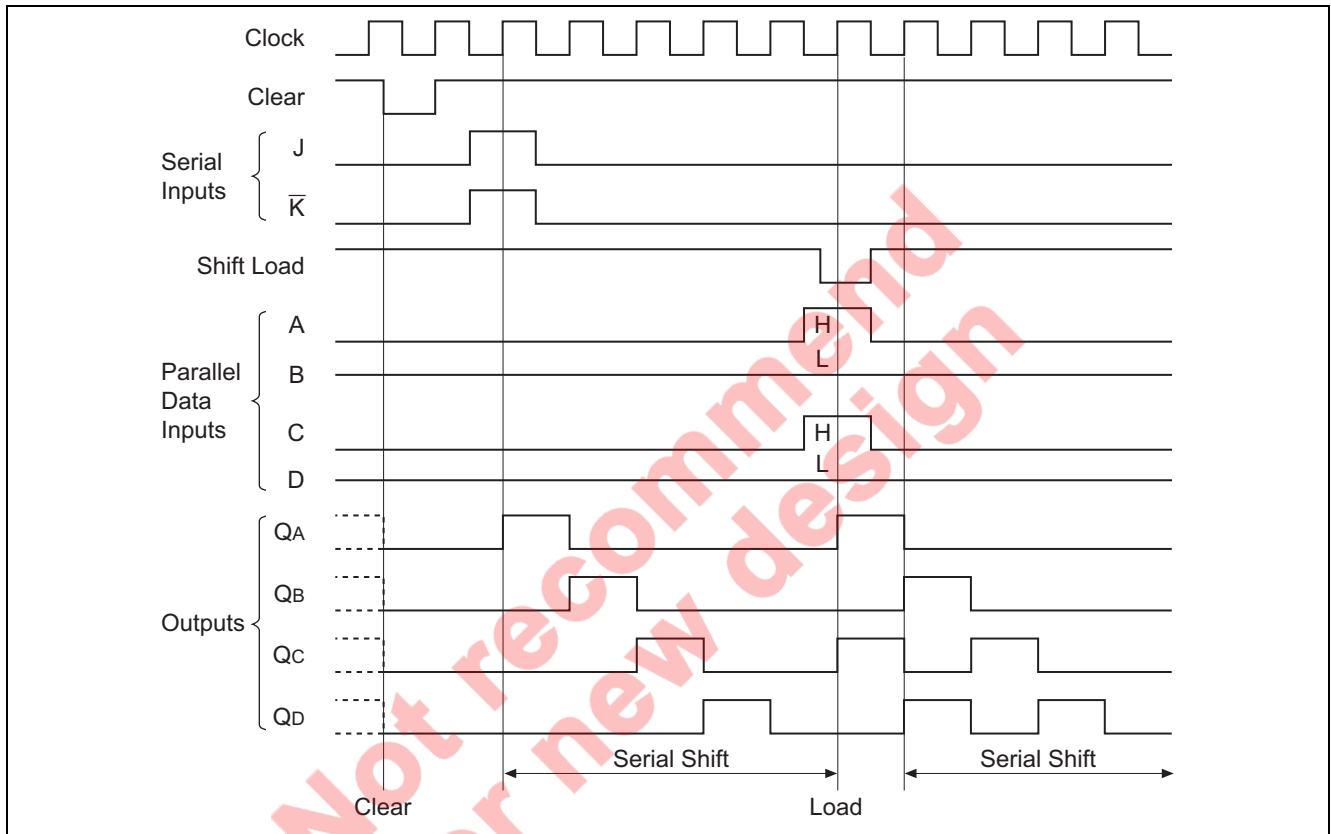 Clock
Clear
Serial
Inputs
J
K̅
Shift Load
Parallel
Data
Inputs
A
H
L
B
C
H
L
D
Outputs
QA
QB
QC
QD
Serial Shift
Serial Shift
Clear
Load
Not recommend
or new design